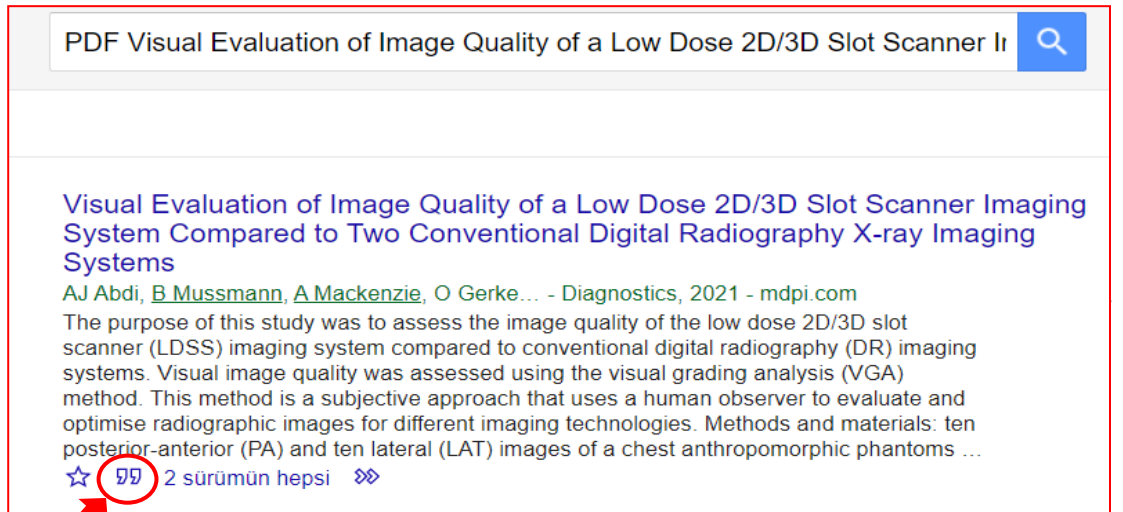 PDF Visual Evaluation of Image Quality of a Low Dose 2D/3D Slot Scanner
Visual Evaluation of Image Quality of a Low Dose 2D/3D Slot Scanner Imaging
System Compared to Two Conventional Digital Radiography X-ray Imaging
Systems
AJ Abdi, B Mussmann, A Mackenzie, O Gerke... - Diagnostics, 2021 - mdpi.com
The purpose of this study was to assess the image quality of the low dose 2D/3D slot
scanner (LDSS) imaging system compared to conventional digital radiography (DR) imaging
systems. Visual image quality was assessed using the visual grading analysis (VGA)
method. This method is a subjective approach that uses a human observer to evaluate and
optimise radiographic images for different imaging technologies. Methods and materials: ten
posterior-anterior (PA) and ten lateral (LAT) images of a chest anthropomorphic phantoms ...
2 sürümün hepsi